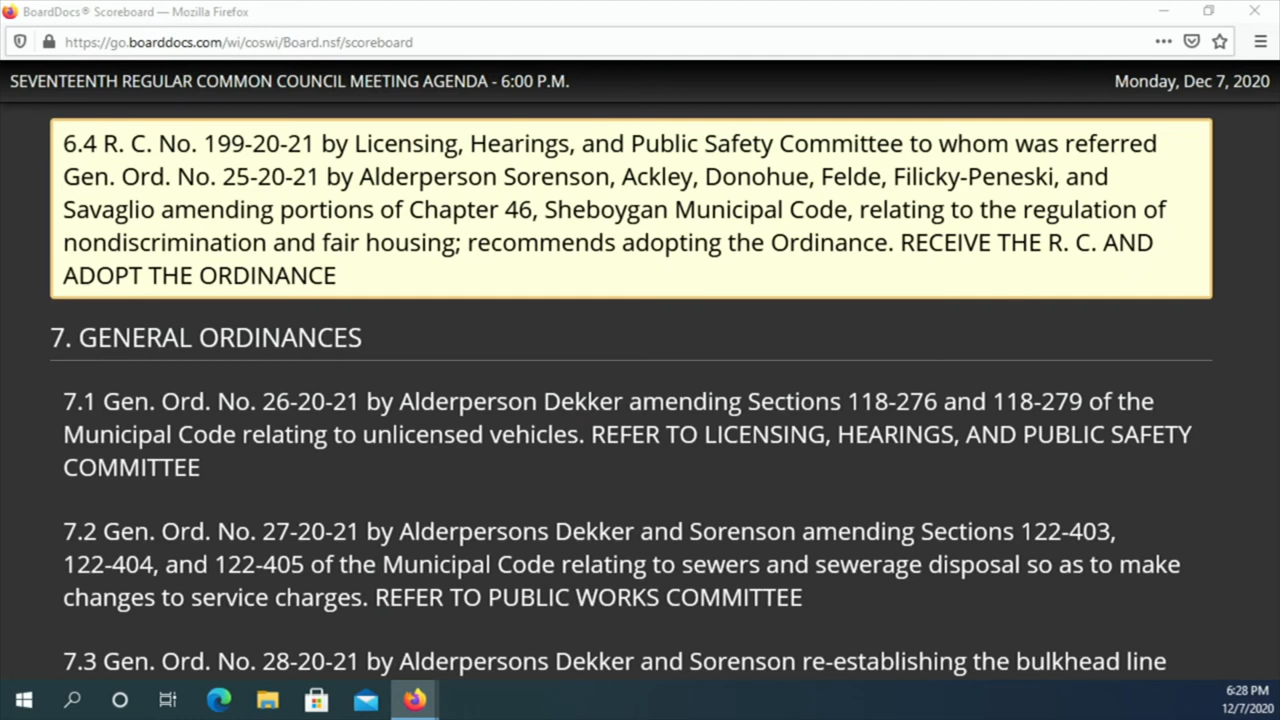 BoardDocs® Scoreboard — Mozilla Firefox
https://go.boarddocs.com/wi/coswi/Board.nsf/scoreboard
SEVENTEENTH REGULAR COMMON COUNCIL MEETING AGENDA - 6:00 P.M. Monday, Dec 7, 2020
6.4 R. C. No. 199-20-21 by Licensing, Hearings, and Public Safety Committee to whom was referred
Gen. Ord. No. 25-20-21 by Alderperson Sorenson, Ackley, Donohue, Felde, Filicky-Peneski, and
Savaglio amending portions of Chapter 46, Sheboygan Municipal Code, relating to the regulation of
nondiscrimination and fair housing; recommends adopting the Ordinance. RECEIVE THE R. C. AND
ADOPT THE ORDINANCE
7. GENERAL ORDINANCES
7.1 Gen. Ord. No. 26-20-21 by Alderperson Dekker amending Sections 118-276 and 118-279 of the
Municipal Code relating to unlicensed vehicles. REFER TO LICENSING, HEARINGS, AND PUBLIC SAFETY
COMMITTEE
7.2 Gen. Ord. No. 27-20-21 by Alderpersons Dekker and Sorenson amending Sections 122-403,
122-404, and 122-405 of the Municipal Code relating to sewers and sewerage disposal so as to make
changes to service charges. REFER TO PUBLIC WORKS COMMITTEE
7.3 Gen. Ord. No. 28-20-21 by Alderpersons Dekker and Sorenson re-establishing the bulkhead line
6:28 PM
12/7/2020